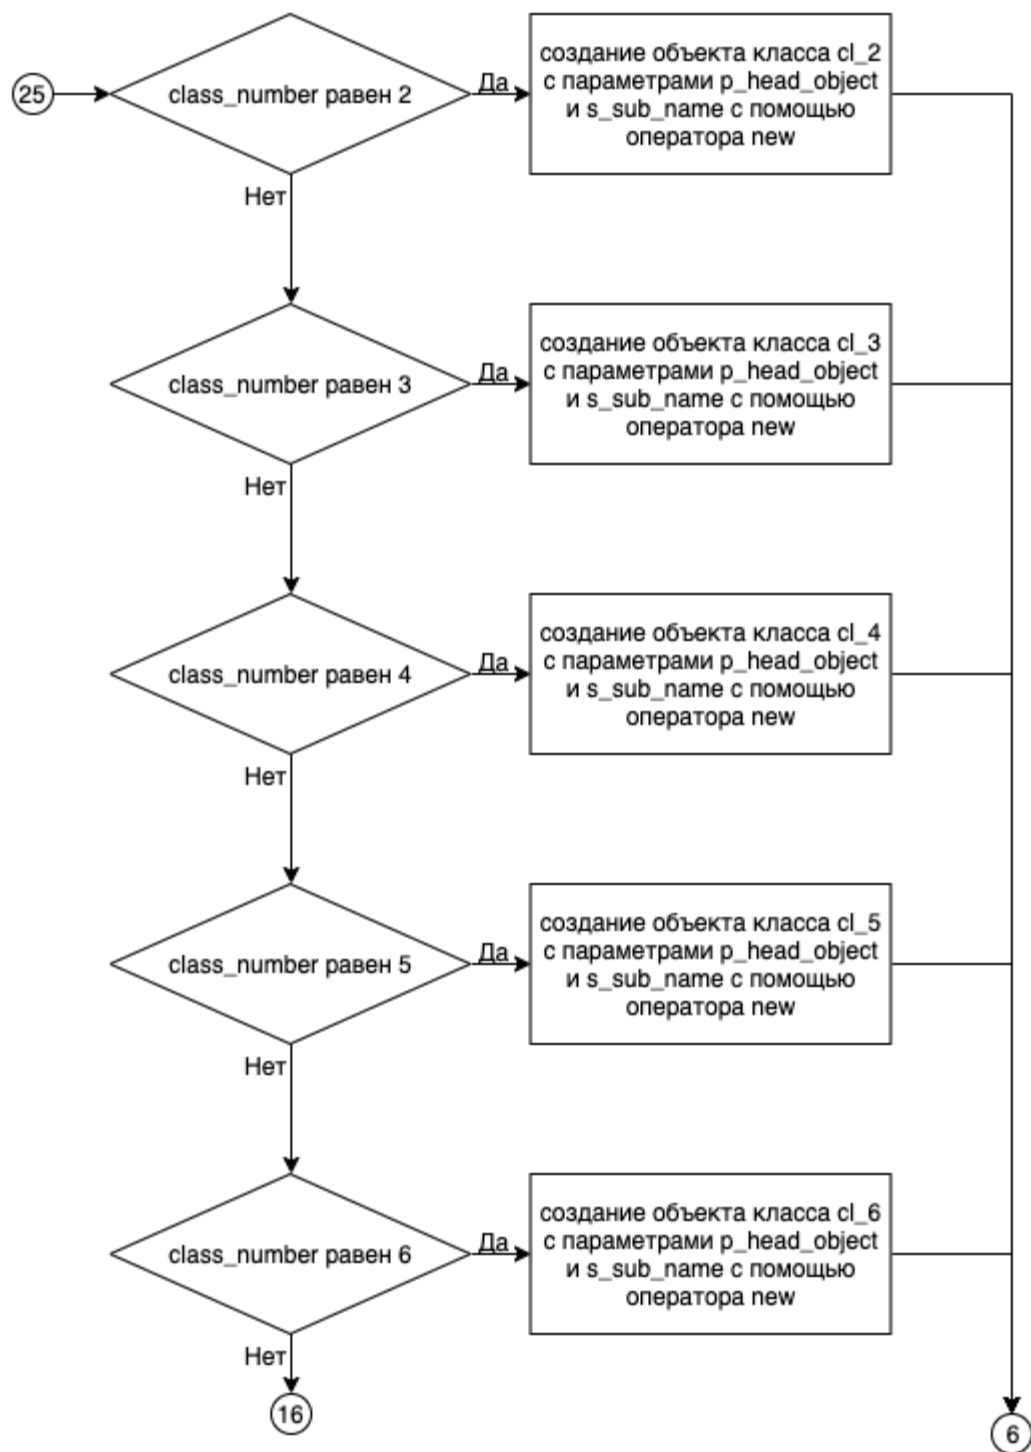 25
class_number равен 2
Да
создание объекта класса cl_2
с параметрами p_head_object
и s_sub_name с помощью
оператора new
Нет
class_number равен 3
Да
создание объекта класса cl_3
с параметрами p_head_object
и s_sub_name с помощью
оператора new
Нет
class_number равен 4
Да
создание объекта класса cl_4
с параметрами p_head_object
и s_sub_name с помощью
оператора new
Нет
class_number равен 5
Да
создание объекта класса cl_5
с параметрами p_head_object
и s_sub_name с помощью
оператора new
Нет
class_number равен 6
Да
создание объекта класса cl_6
с параметрами p_head_object
и s_sub_name с помощью
оператора new
Нет
16
6